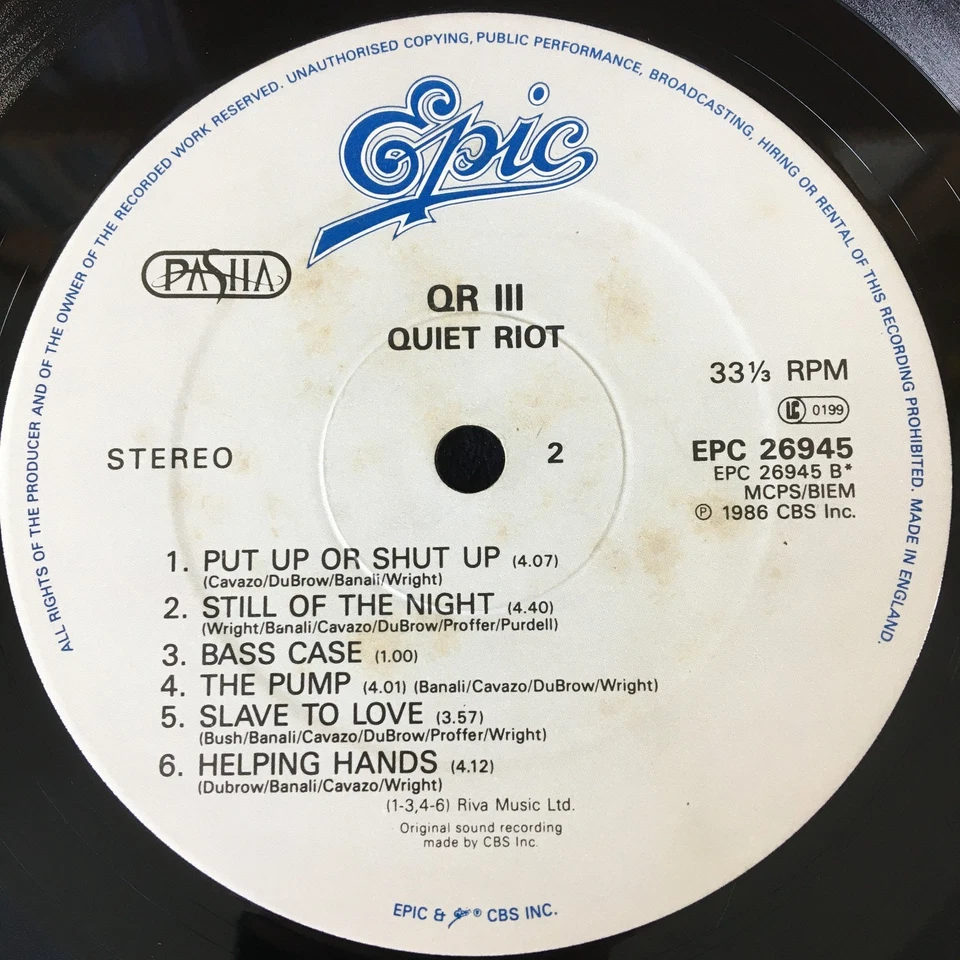 ALL RIGHTS OF THE PRODUCER AND OF THE OWNER OF THE RECORDED WORK RESERVED. UNAUTHORISED COPYING, PUBLIC PERFORMANCE, BROADCASTING, HIRING OR RENTAL OF THIS RECORDING PROHIBITED. MADE IN ENGLAND.
Epic
PASHA
QR III
QUIET RIOT
33⅓ RPM
LC 0199
STEREO
2
EPC 26945
EPC 26945 B*
MCPS/BIEM
℗ 1986 CBS Inc.
1. PUT UP OR SHUT UP (4.07)
(Cavazo/DuBrow/Banali/Wright)
2. STILL OF THE NIGHT (4.40)
(Wright/Banali/Cavazo/DuBrow/Proffer/Purdell)
3. BASS CASE (1.00)
4. THE PUMP (4.01) (Banali/Cavazo/DuBrow/Wright)
5. SLAVE TO LOVE (3.57)
(Bush/Banali/Cavazo/DuBrow/Proffer/Wright)
6. HELPING HANDS (4.12)
(Dubrow/Banali/Cavazo/Wright)
(1-3,4-6) Riva Music Ltd.
Original sound recording
made by CBS Inc.
EPIC & Epic ® CBS INC.